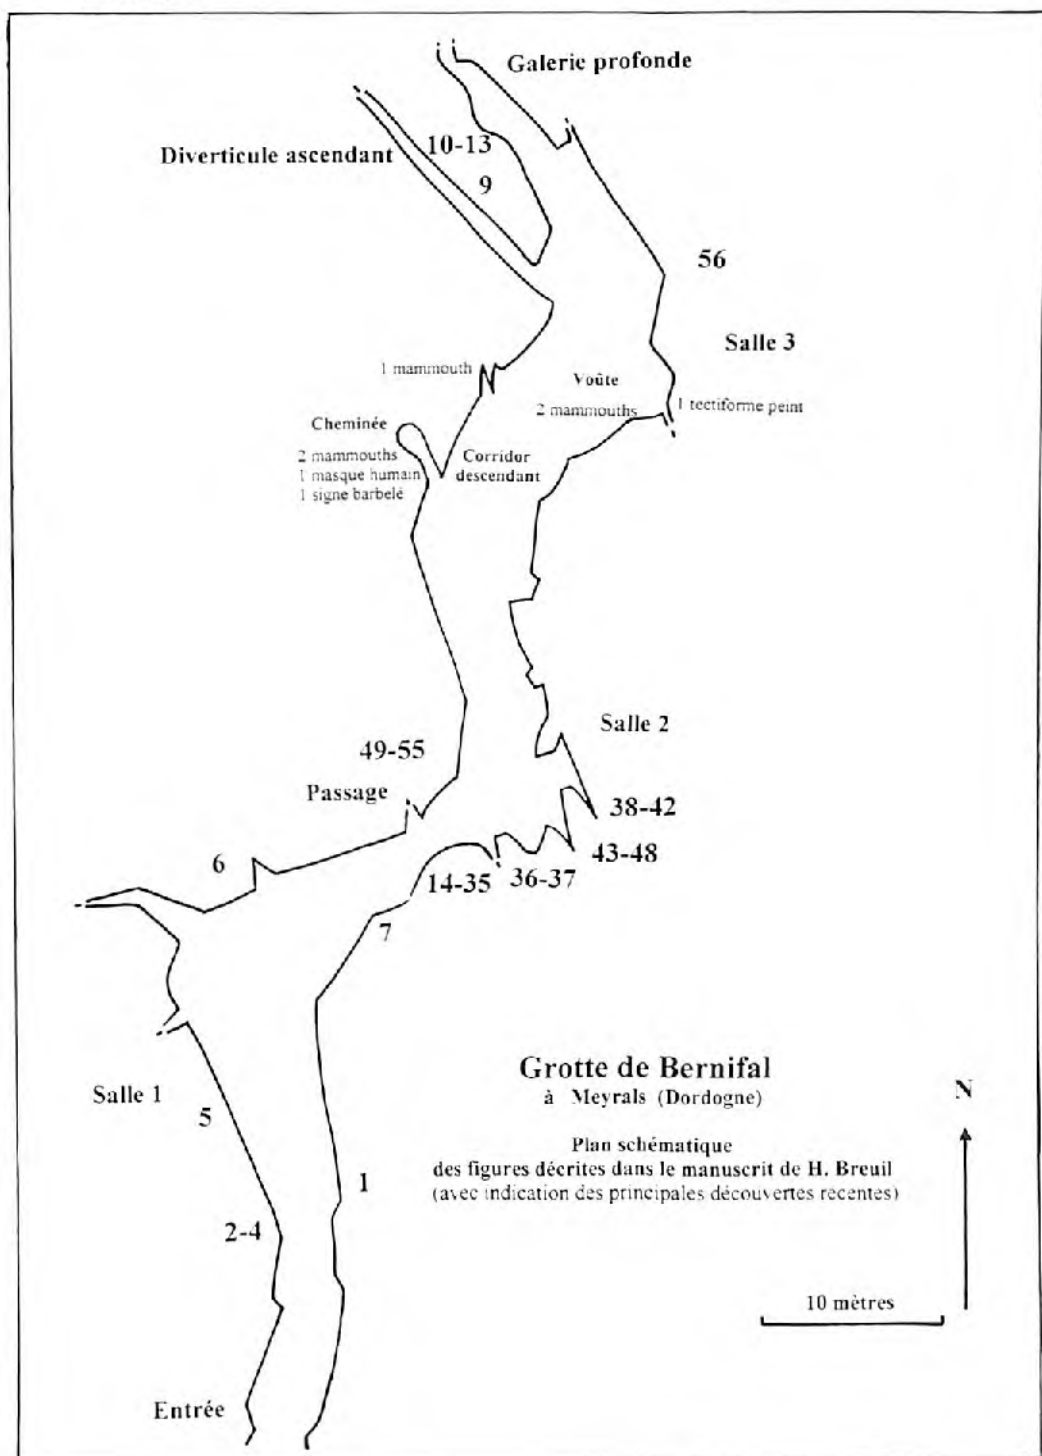 Galerie profonde
Diverticule ascendant
10-13
9
56
Salle 3
1 mammouth
Voûte
2 mammouths
1 tectiforme peint
Cheminée
2 mammouths
1 masque humain
1 signe barbelé
Corridor
descendant
Salle 2
49-55
Passage
38-42
6
43-48
14-35
36-37
7
Grotte de Bernifal
à Meyrals (Dordogne)
N
Salle 1
5
Plan schématique
des figures décrites dans le manuscrit de H. Breuil
(avec indication des principales découvertes recentes)
1
2-4
10 mètres
Entrée